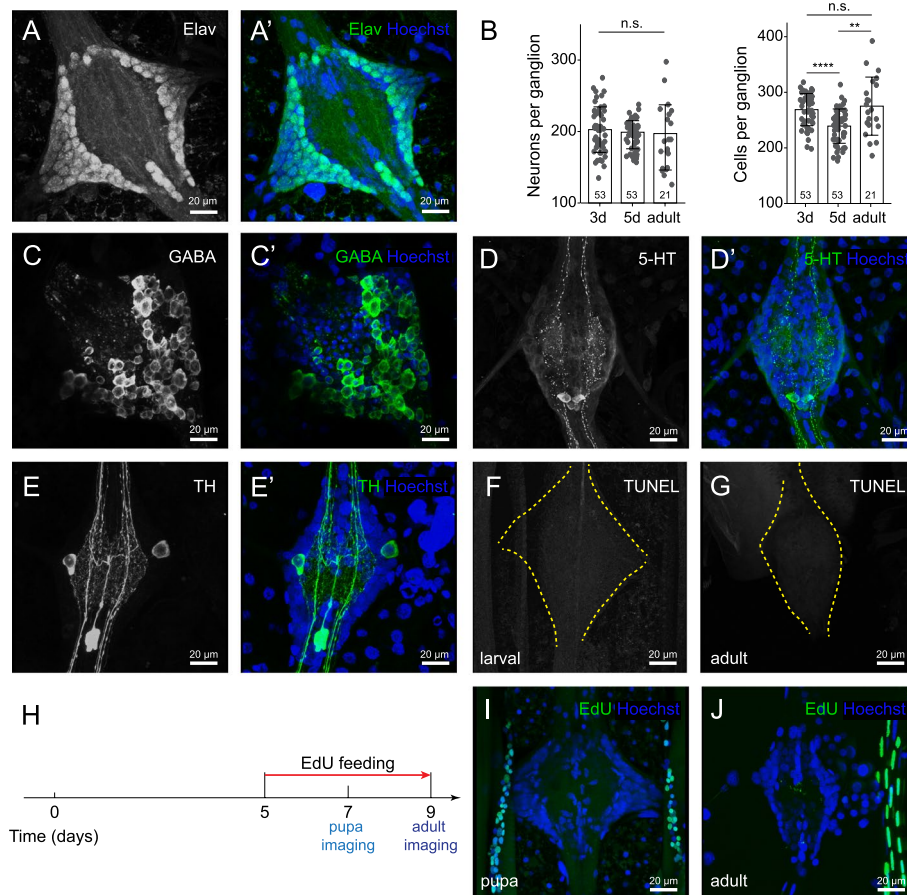 A
Elav
20 µm
A'
Elav Hoechst
20 µm
B
n.s.
Neurons per ganglion
300
200
100
53
53
21
3d
5d
adult
n.s.
**
****
Cells per ganglion
400
300
200
100
53
53
21
3d
5d
adult
C
GABA
20 µm
C'
GABA Hoechst
20 µm
D
5-HT
20 µm
D'
5-HT Hoechst
20 µm
E
TH
20 µm
E'
TH Hoechst
20 µm
F
TUNEL
larval
20 µm
G
TUNEL
adult
20 µm
H
EdU feeding
0
5
7
9
Time (days)
pupa
imaging
adult
imaging
I
EdU Hoechst
pupa
20 µm
J
EdU Hoechst
adult
20 µm